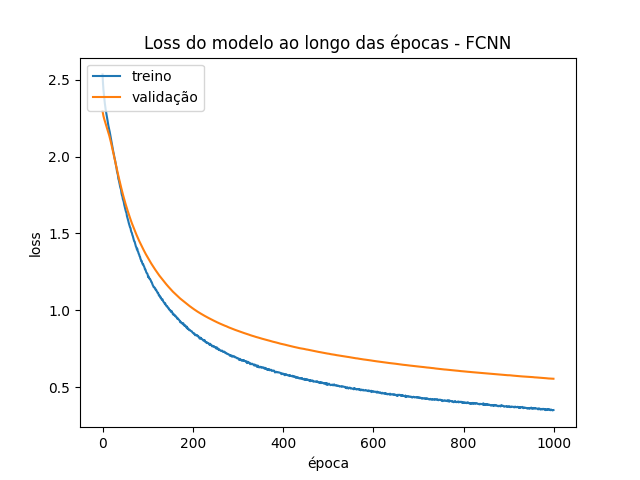 Loss do modelo ao longo das épocas - FCNN
treino
validação
2.5
2.0
1.5
1.0
0.5
loss
0 200 400 600 800 1000
época